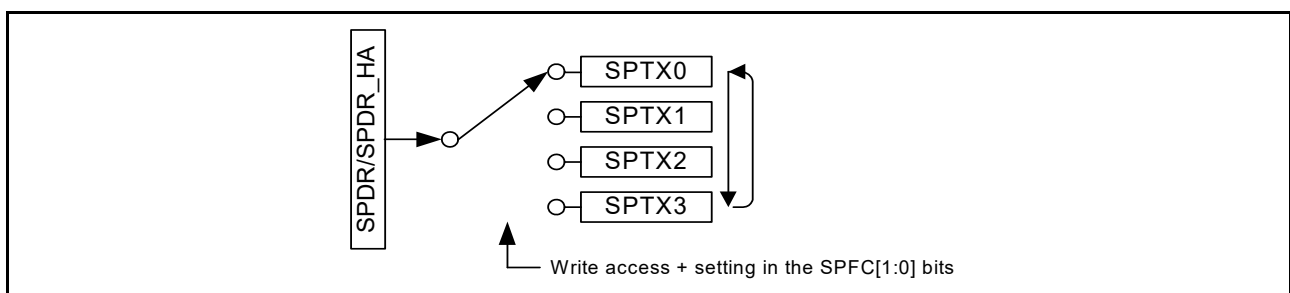 SPDR/SPDR_HA
SPTX0
SPTX1
SPTX2
SPTX3
Write access + setting in the SPFC[1:0] bits